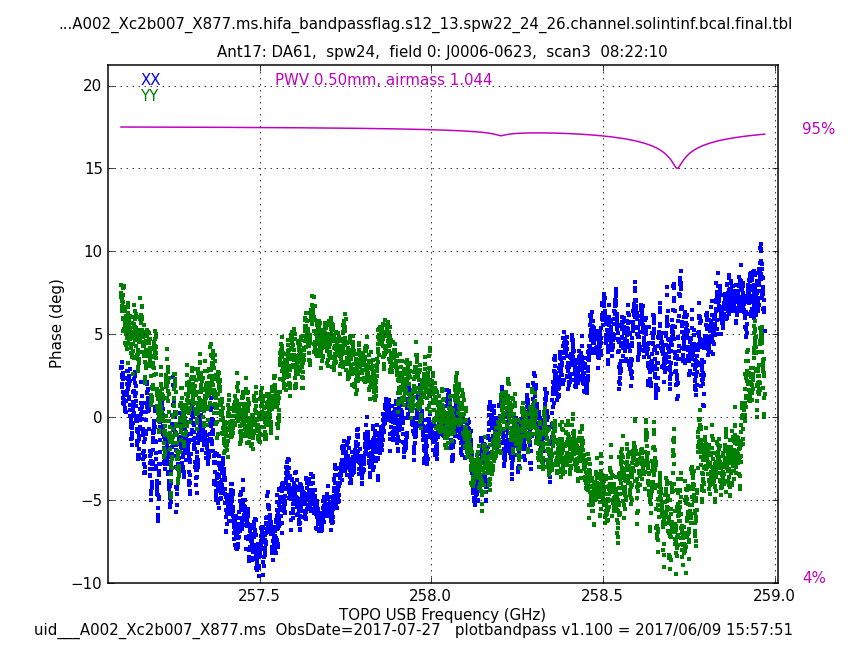 ...A002_Xc2b007_X877.ms.hifa_bandpassflag.s12_13.spw22_24_26.channel.solintinf.bcal.final.tbl
Ant17: DA61, spw24, field 0: J0006-0623, scan3 08:22:10
XX
YY
PWV 0.50mm, airmass 1.044
95%
4%
20
15
10
5
0
−5
−10
Phase (deg)
257.5
258.0
258.5
259.0
TOPO USB Frequency (GHz)
uid___A002_Xc2b007_X877.ms ObsDate=2017-07-27 plotbandpass v1.100 = 2017/06/09 15:57:51